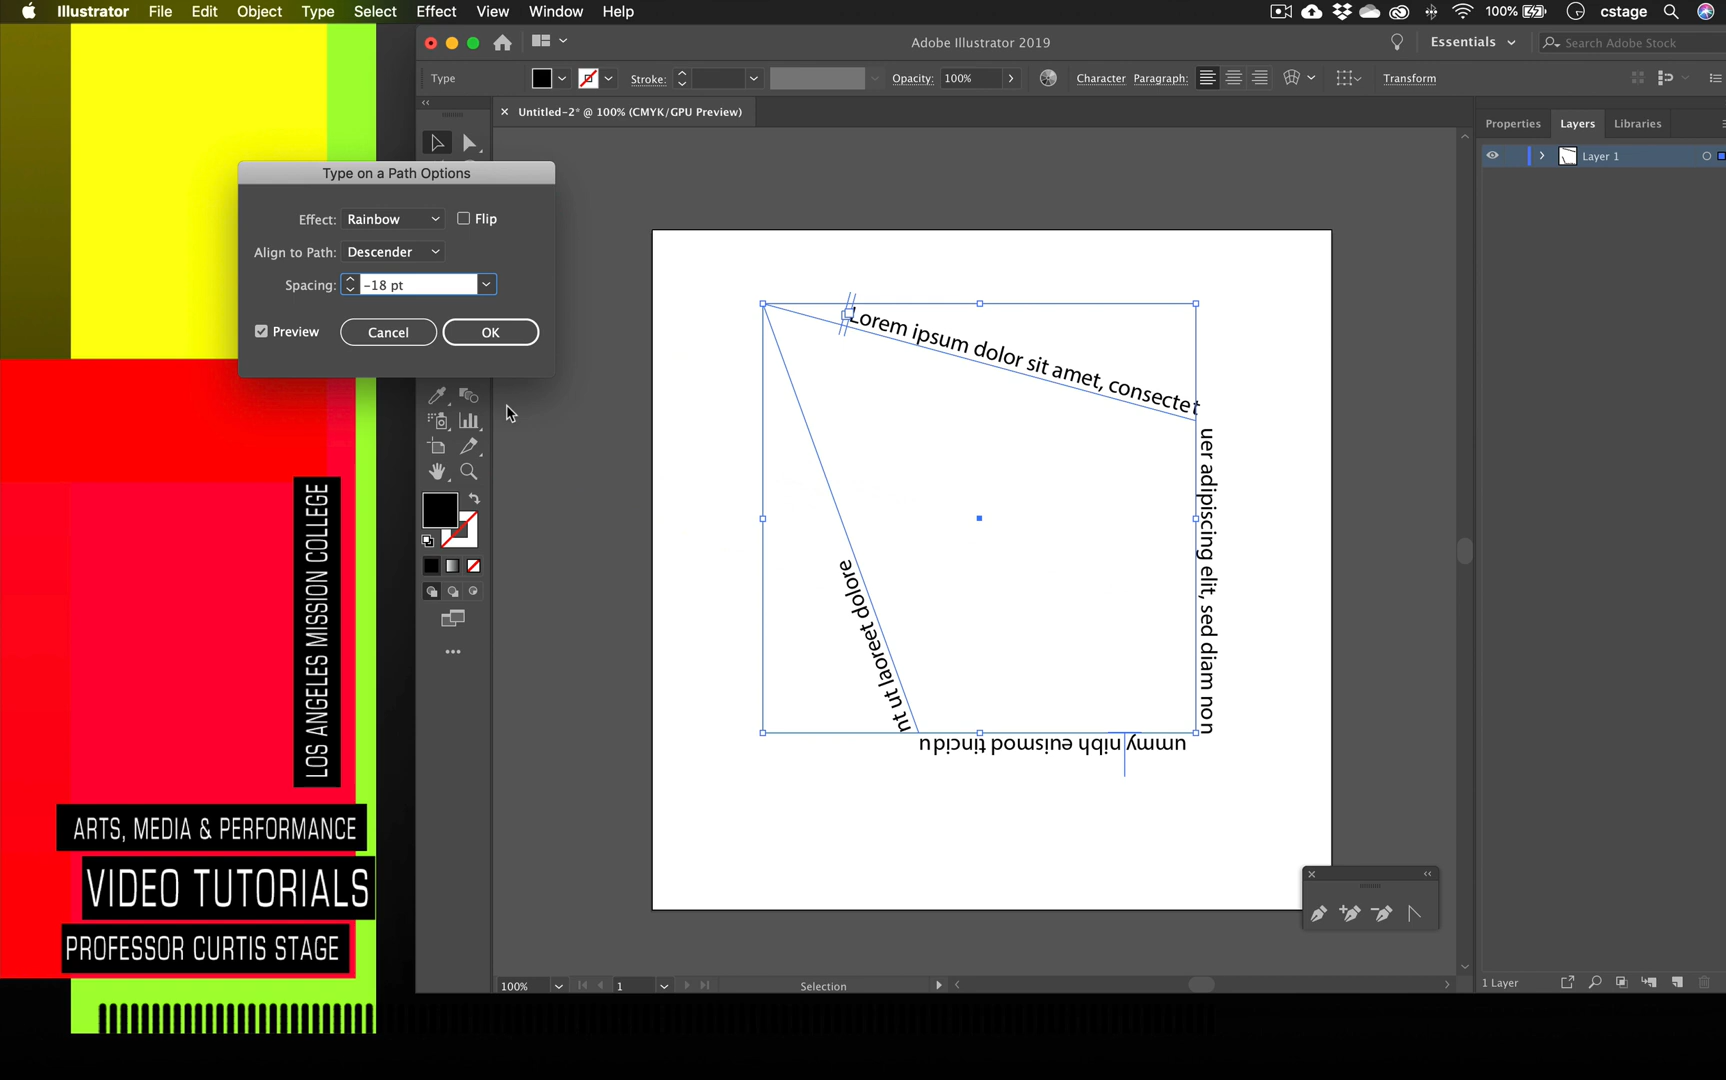 Illustrator File Edit Object Type Select Effect View Window Help
100%
cstage
Adobe Illustrator 2019
Essentials
Search Adobe Stock
Type
Stroke:
Opacity: 100%
Character
Paragraph:
Transform
Untitled-2* @ 100% (CMYK/GPU Preview)
Properties
Layers
Libraries
Layer 1
Type on a Path Options
Effect: Rainbow
Flip
Align to Path: Descender
Spacing: -18 pt
Preview
Cancel
OK
Lorem ipsum dolor sit amet, consectet
uer adipiscing elit, sed diam non
ummy nibh euismod tincidu
nt ut laoreet dolore
LOS ANGELES MISSION COLLEGE
ARTS, MEDIA & PERFORMANCE
VIDEO TUTORIALS
PROFESSOR CURTIS STAGE
100%
1
Selection
1 Layer